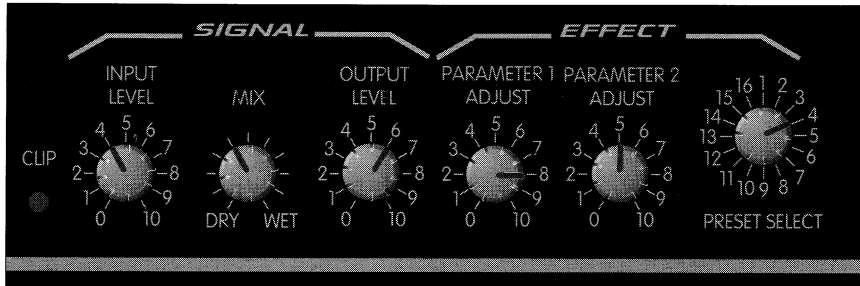 SIGNAL
EFFECT
INPUT LEVEL
MIX
OUTPUT LEVEL
PARAMETER 1 ADJUST
PARAMETER 2 ADJUST
CLIP
0 1 2 3 4 5 6 7 8 9 10
DRY WET
0 1 2 3 4 5 6 7 8 9 10
0 1 2 3 4 5 6 7 8 9 10
0 1 2 3 4 5 6 7 8 9 10
1 2 3 4 5 6 7 8 9 10 11 12 13 14 15 16
PRESET SELECT